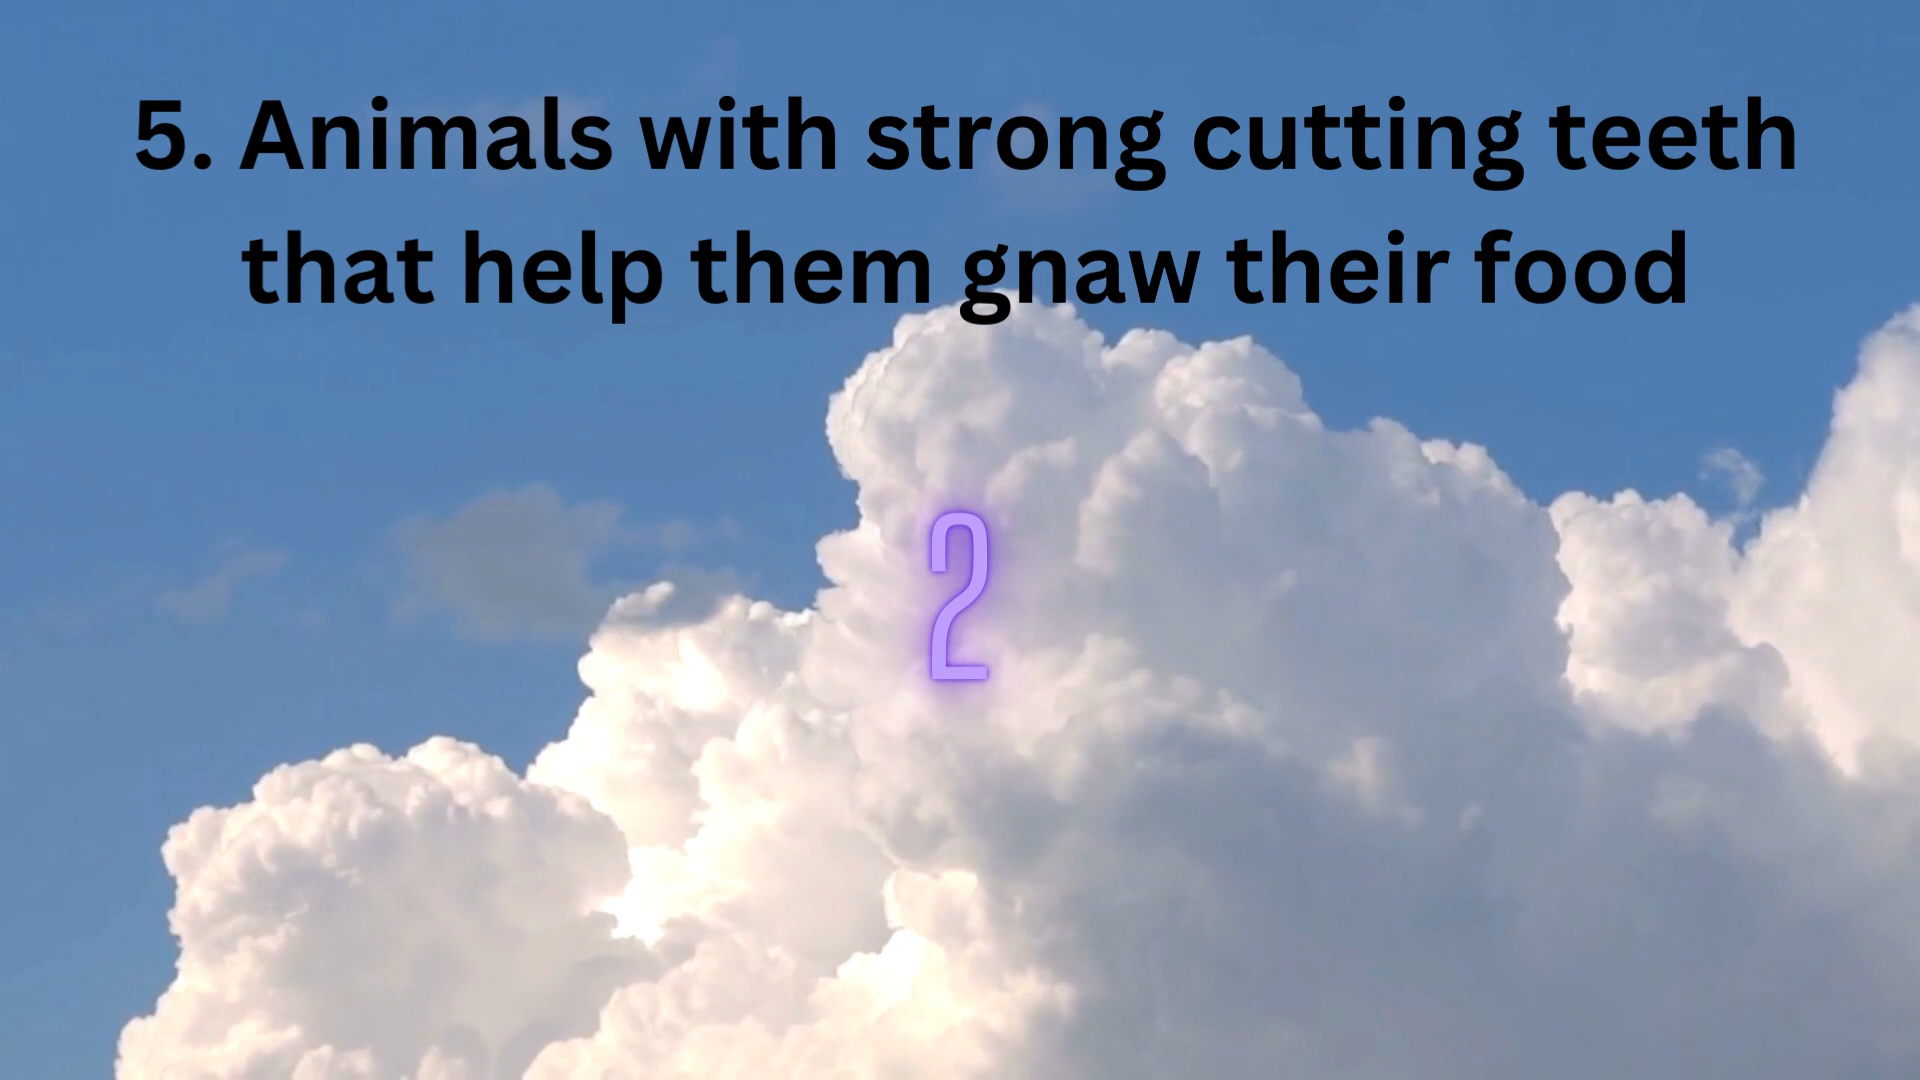 5. Animals with strong cutting teeth
that help them gnaw their food
2